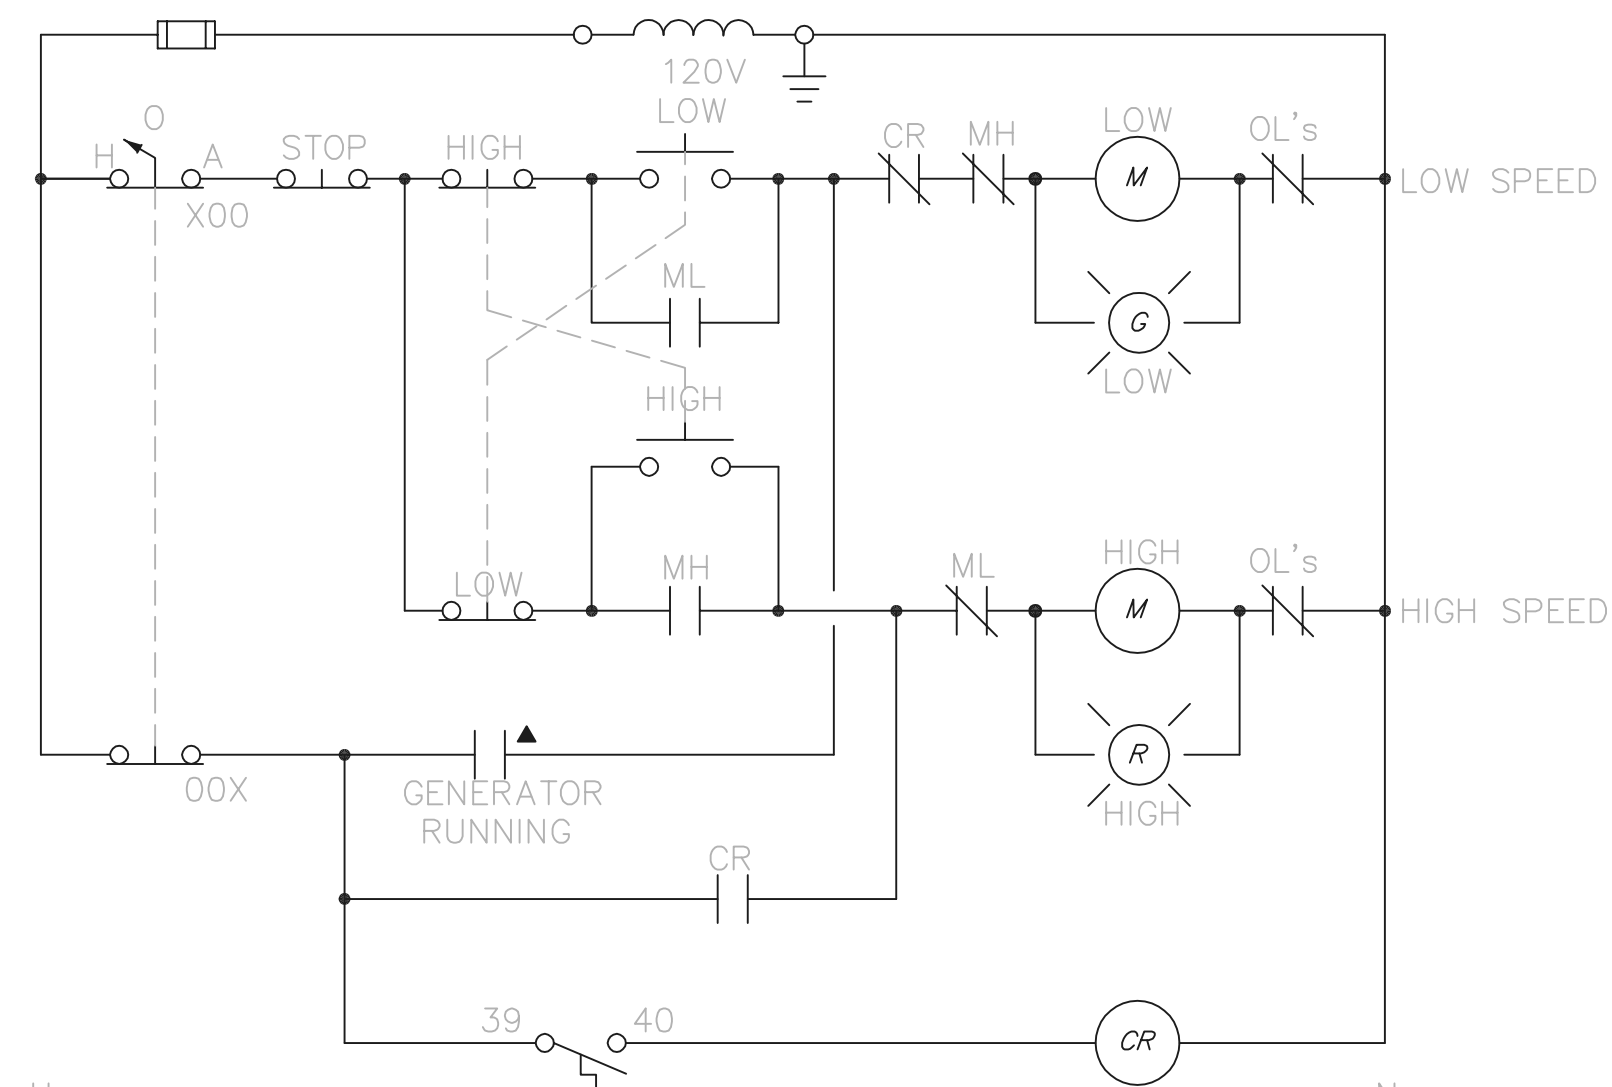 120V
LOW
O
H
A
STOP
HIGH
CR
MH
LOW
OL's
M
LOW SPEED
X00
ML
G
LOW
HIGH
LOW
MH
ML
HIGH
OL's
M
HIGH SPEED
R
HIGH
00X
GENERATOR
RUNNING
CR
39
40
CR